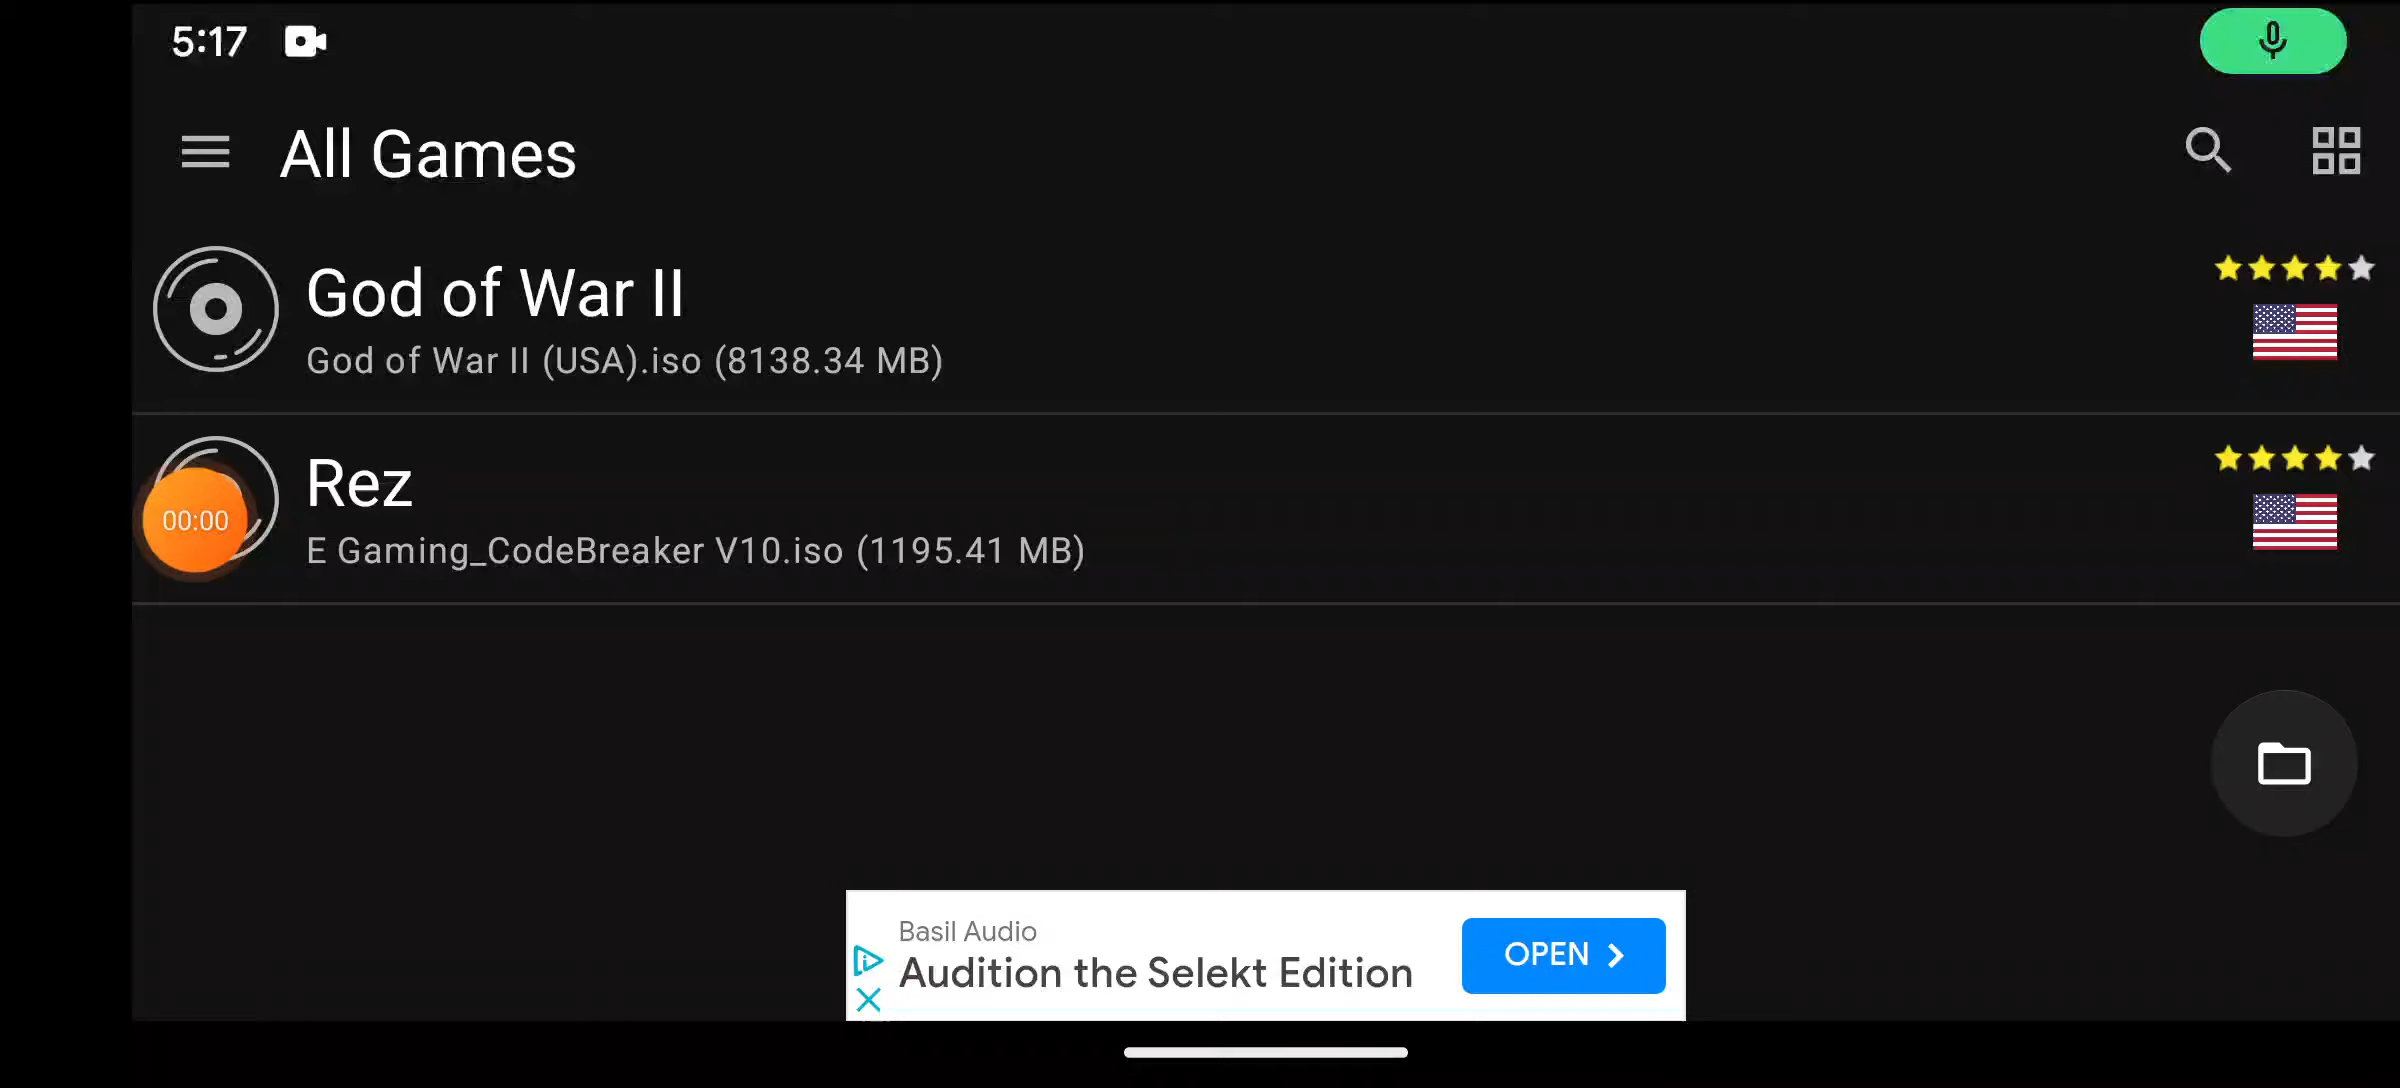 5:17
All Games
God of War II
God of War II (USA).iso (8138.34 MB)
Rez
00:00
E Gaming_CodeBreaker V10.iso (1195.41 MB)
Basil Audio
Audition the Selekt Edition
OPEN